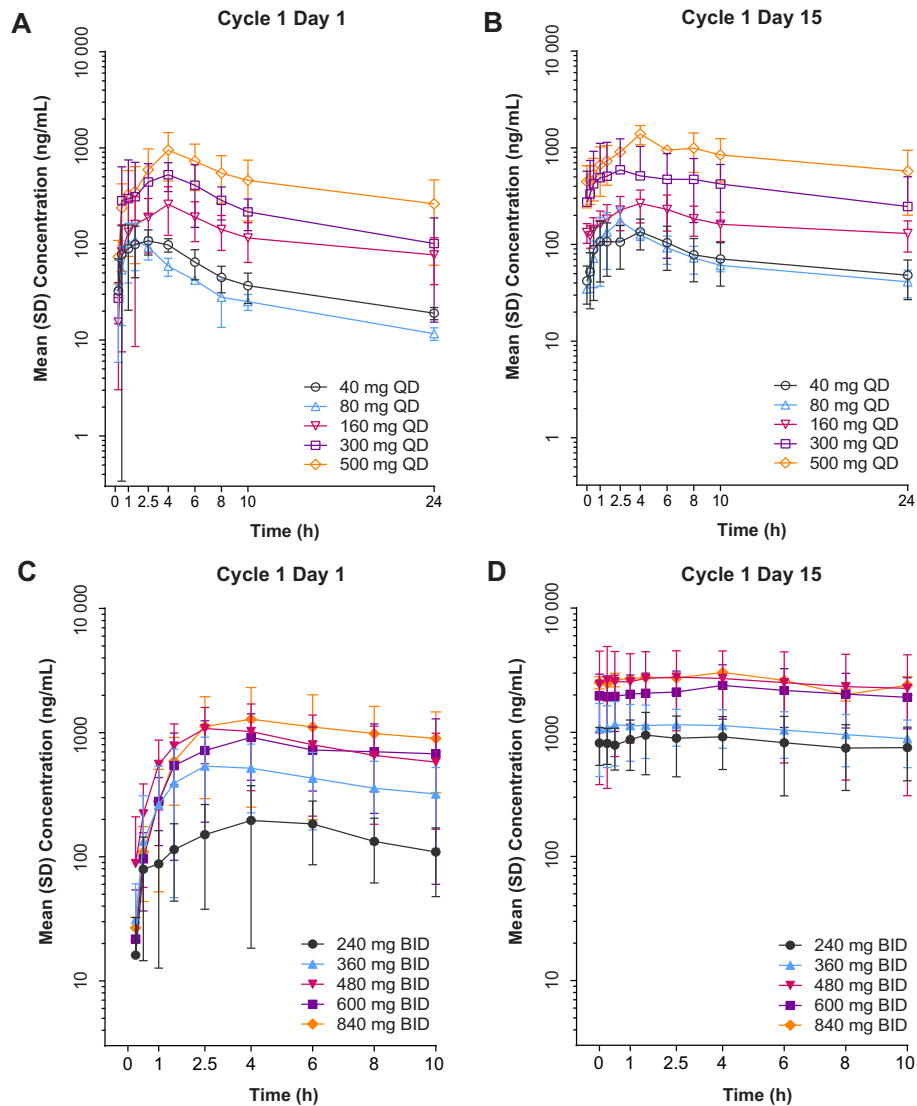 A
Cycle 1 Day 1
Mean (SD) Concentration (ng/mL)
10 000
1000
100
10
1
0 1 2.5 4 6 8 10 24
Time (h)
40 mg QD
80 mg QD
160 mg QD
300 mg QD
500 mg QD
B
Cycle 1 Day 15
Mean (SD) Concentration (ng/mL)
10 000
1000
100
10
1
0 1 2.5 4 6 8 10 24
Time (h)
40 mg QD
80 mg QD
160 mg QD
300 mg QD
500 mg QD
C
Cycle 1 Day 1
Mean (SD) Concentration (ng/mL)
10 000
1000
100
10
0 1 2.5 4 6 8 10
Time (h)
240 mg BID
360 mg BID
480 mg BID
600 mg BID
840 mg BID
D
Cycle 1 Day 15
Mean (SD) Concentration (ng/mL)
10 000
1000
100
10
0 1 2.5 4 6 8 10
Time (h)
240 mg BID
360 mg BID
480 mg BID
600 mg BID
840 mg BID